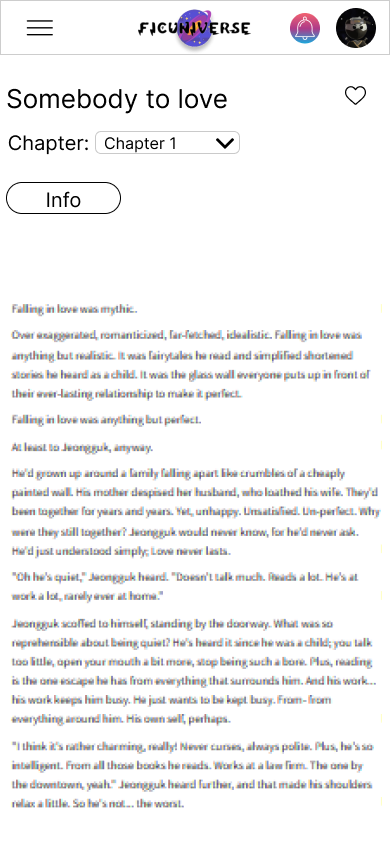 FICUNIVERSE
Somebody to love
Chapter: Chapter 1
Info
Falling in love was mythic.
Over exaggerated, romanticized, far-fetched, idealistic. Falling in love was
anything but realistic. It was fairytales he read and simplified shortened
stories he heard as a child. It was the glass wall everyone puts up in front of
their ever-lasting relationship to make it perfect.
Falling in love was anything but perfect.
At least to Jeongguk, anyway.
He'd grown up around a family falling apart like crumbles of a cheaply
painted wall. His mother despised her husband, who loathed his wife. They'd
been together for years and years. Yet, unhappy. Unsatisfied. Un-perfect. Why
were they still together? Jeongguk would never know, for he'd never ask.
He'd just understood simply; Love never lasts.
"Oh he's quiet," Jeongguk heard. "Doesn't talk much. Reads a lot. He's at
work a lot, rarely ever at home."
Jeongguk scoffed to himself, standing by the doorway. What was so
reprehensible about being quiet? He's heard it since he was a child; you talk
too little, open your mouth a bit more, stop being such a bore. Plus, reading
is the one escape he has from everything that surrounds him. And his work...
his work keeps him busy. He just wants to be kept busy. From- from
everything around him. His own self, perhaps.
"I think it's rather charming, really! Never curses, always polite. Plus, he's so
intelligent. From all those books he reads. Works at a law firm. The one by
the downtown, yeah." Jeongguk heard further, and that made his shoulders
relax a little. So he's not... the worst.